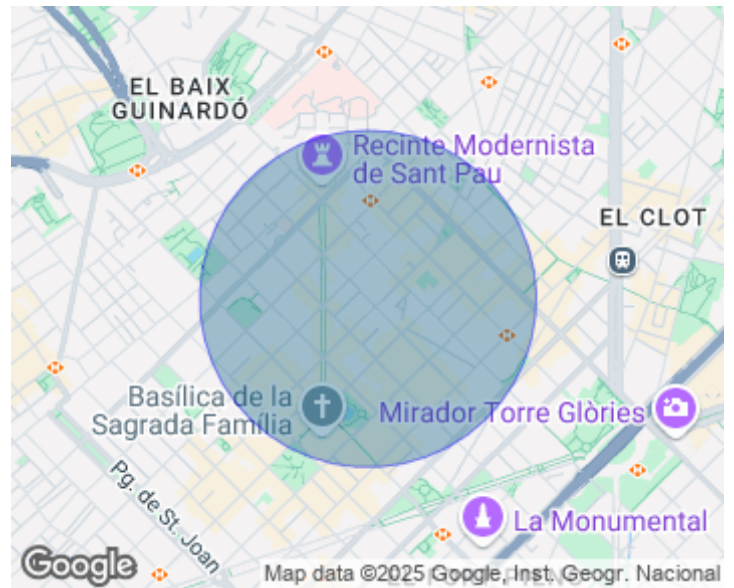 EL BAIX
GUINARDÓ
Recinte Modernista
de Sant Pau
EL CLOT
Basílica de la
Sagrada Família
Mirador Torre Glòries
Pg. de St. Joan
La Monumental
Google
Map data ©2025 Google, Inst. Geogr. Nacional